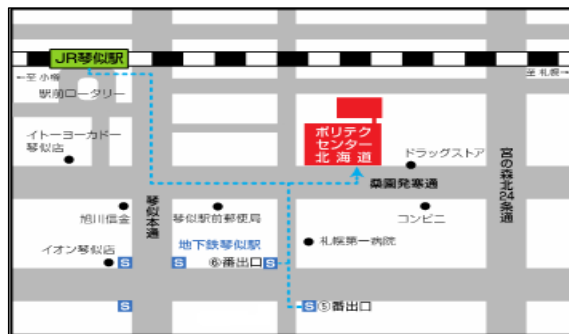 JR琴似駅
←至 小樽
至 札幌→
駅前ロータリー
イトーヨーカドー
琴似店
ポリテク
センター
北海道
ドラッグストア
宮の森北24条通
桑園発寒通
琴似本通
旭川信金
琴似駅前郵便局
コンビニ
地下鉄琴似駅
札幌第一病院
イオン琴似店
S
S
⑥番出口
S
S
S
⑤番出口